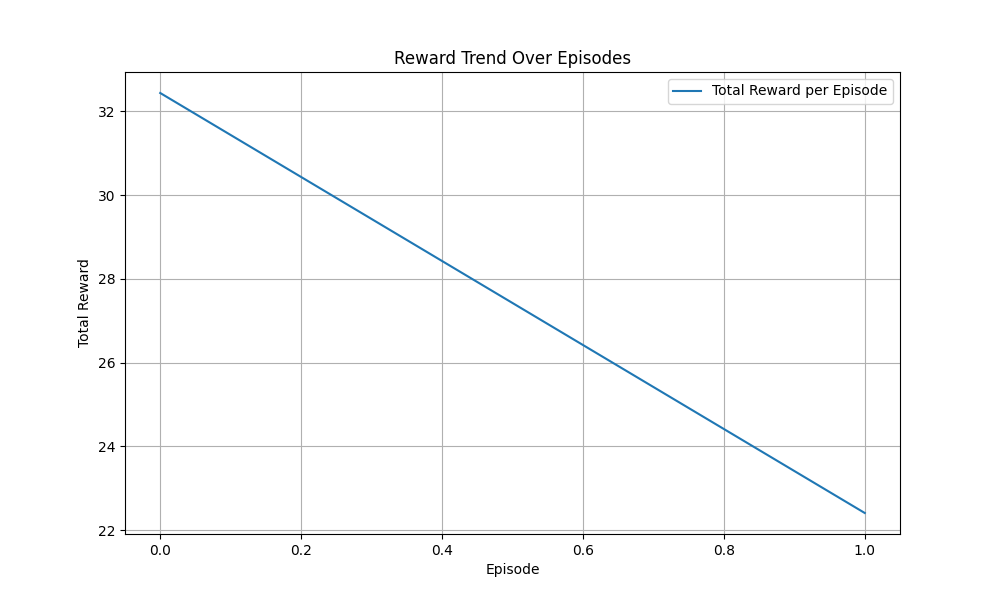 Reward Trend Over Episodes
Total Reward per Episode
Total Reward
32
30
28
26
24
22
0.0 0.2 0.4 0.6 0.8 1.0
Episode